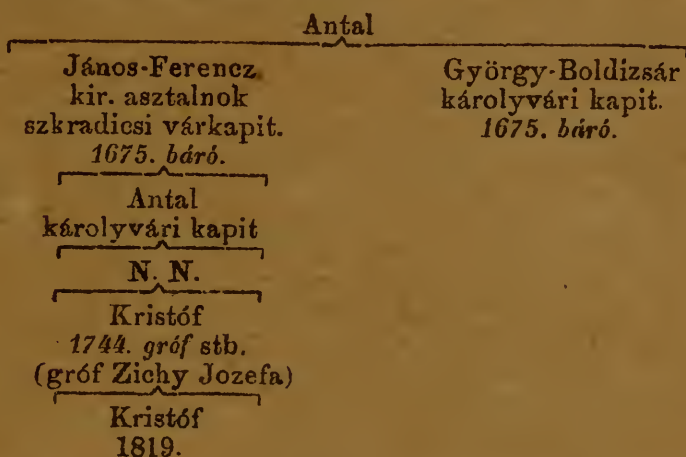 Antal
János-Ferencz
kir. asztalnok
szkradicsi várkapit.
1675. báró.
György-Boldizsár
károlyvári kapit.
1675. báró.
Antal
károlyvári kapit
N. N.
Kristóf
1744. gróf stb.
(gróf Zichy Jozefa)
Kristóf
1819.